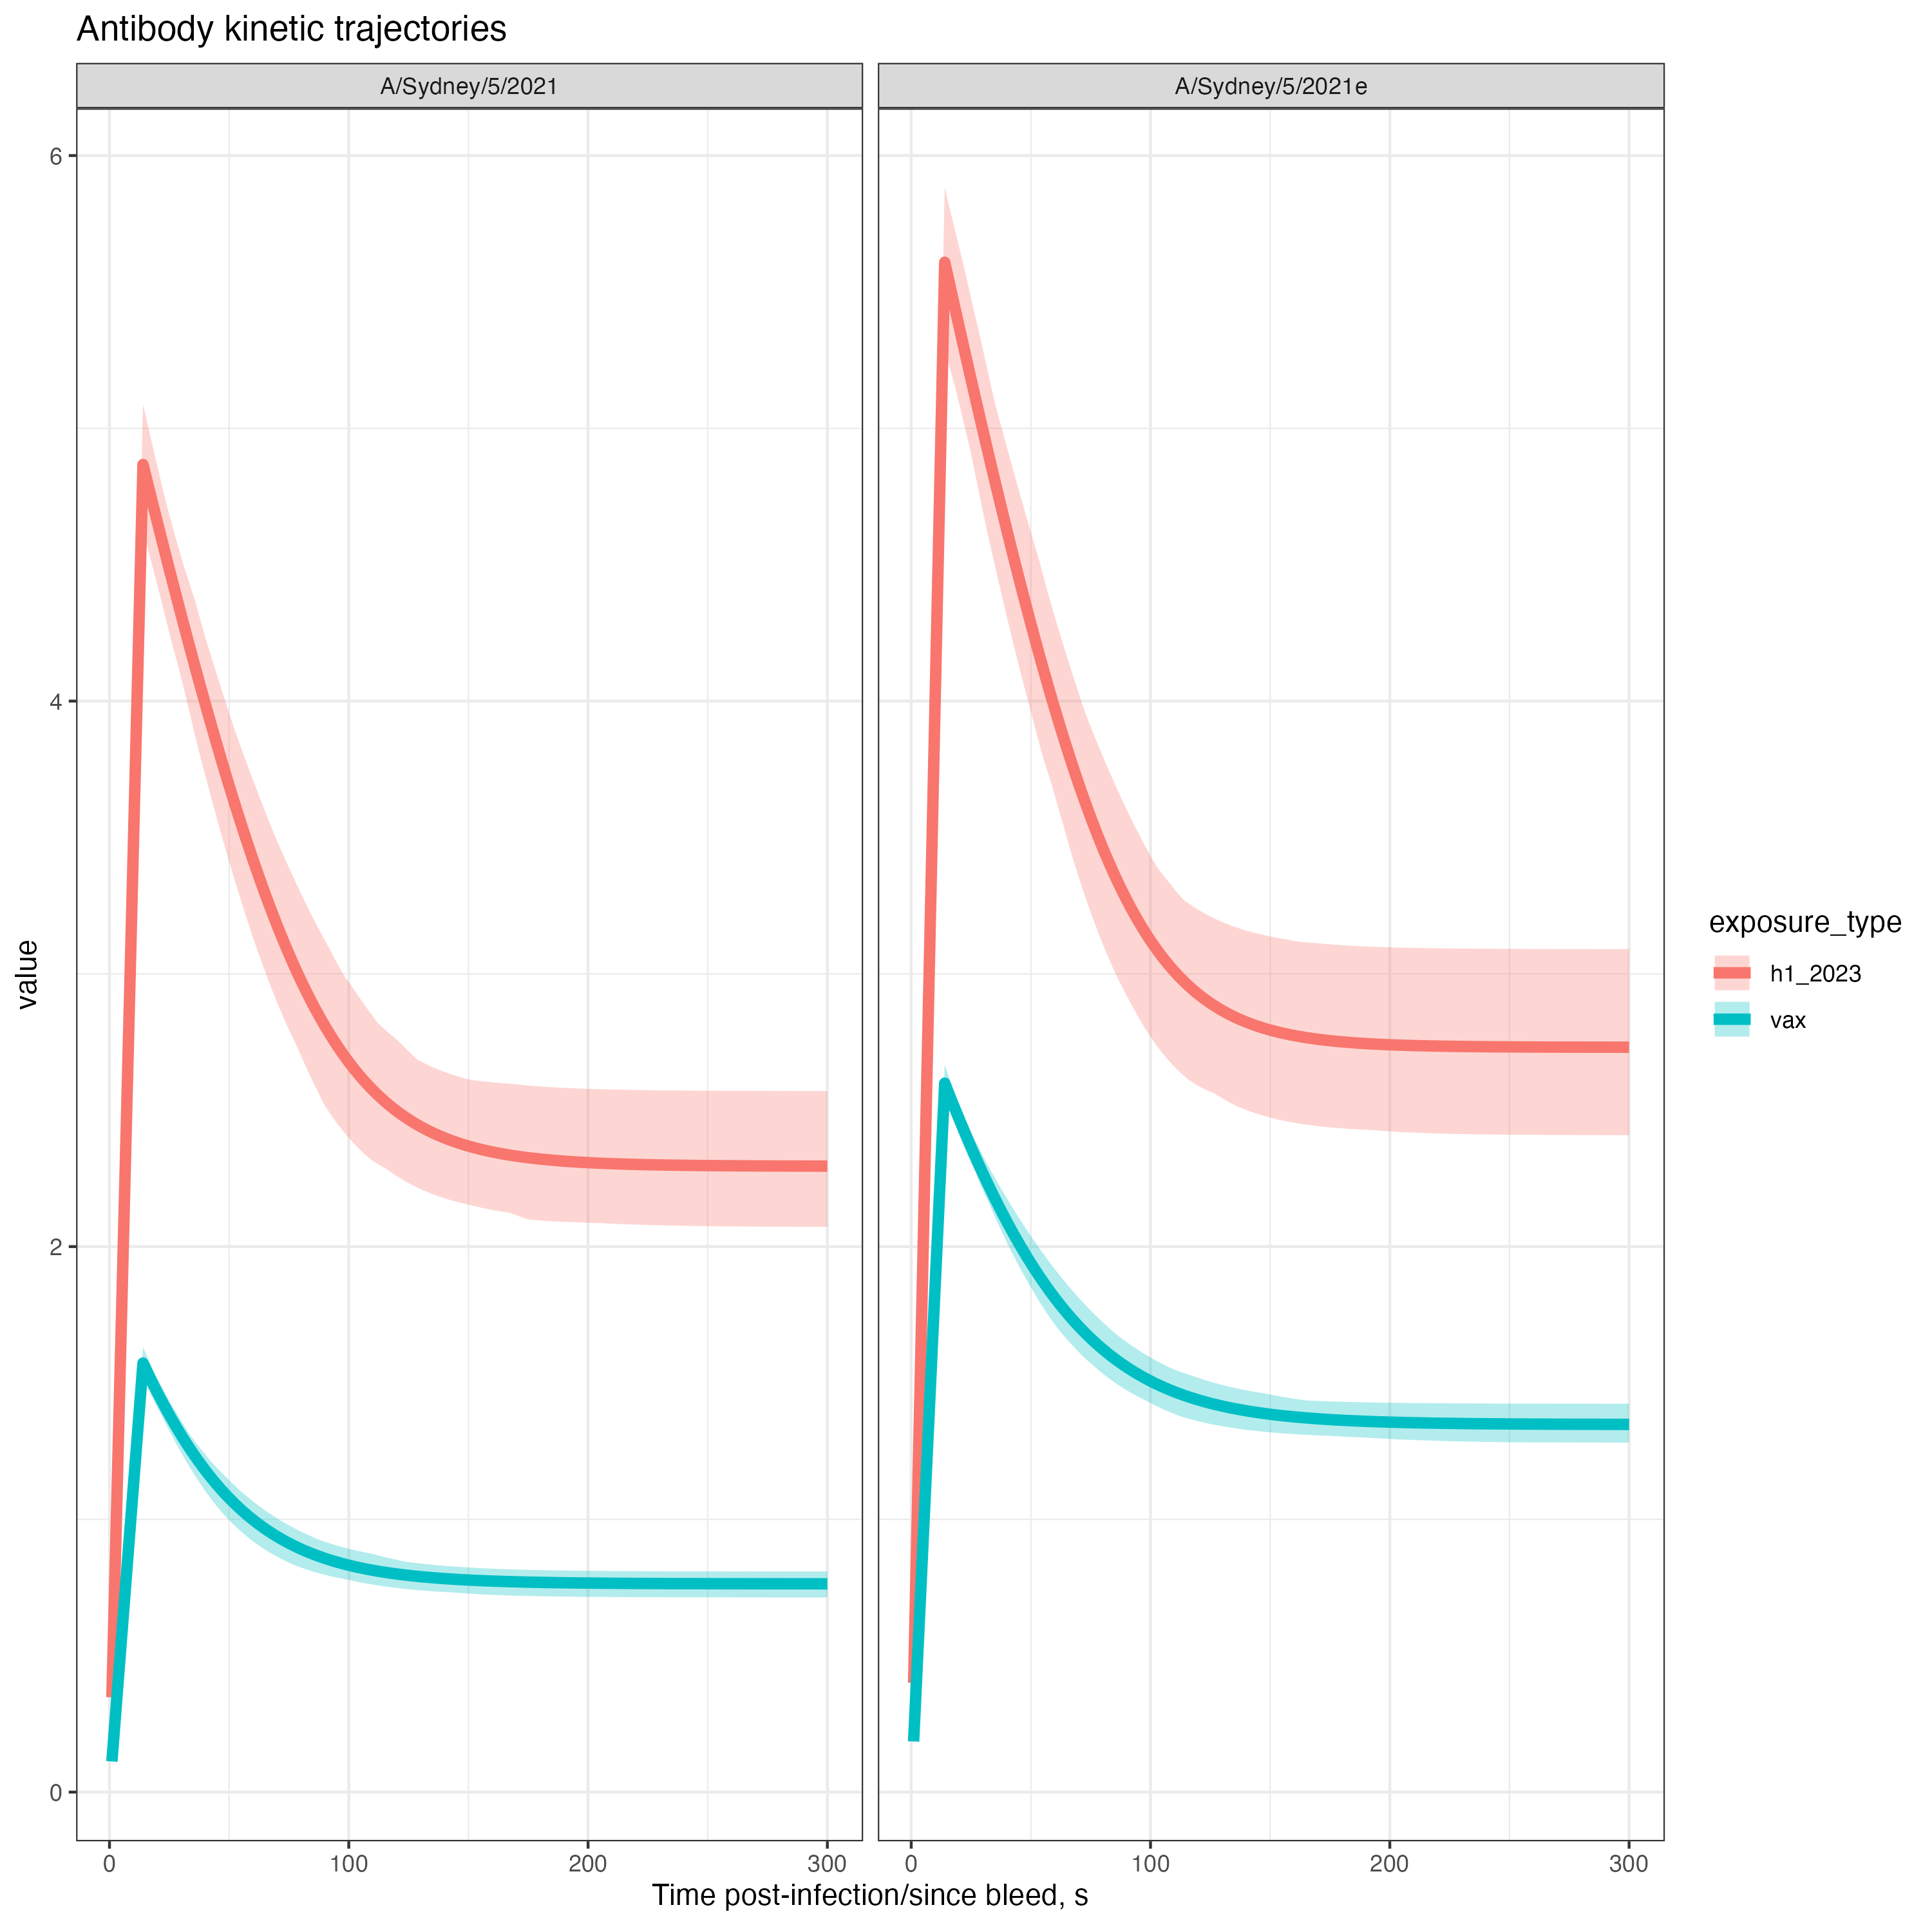 Antibody kinetic trajectories
A/Sydney/5/2021
A/Sydney/5/2021e
6
4
2
0
value
0 100 200 300
0 100 200 300
Time post-infection/since bleed, s
exposure_type
h1_2023
vax